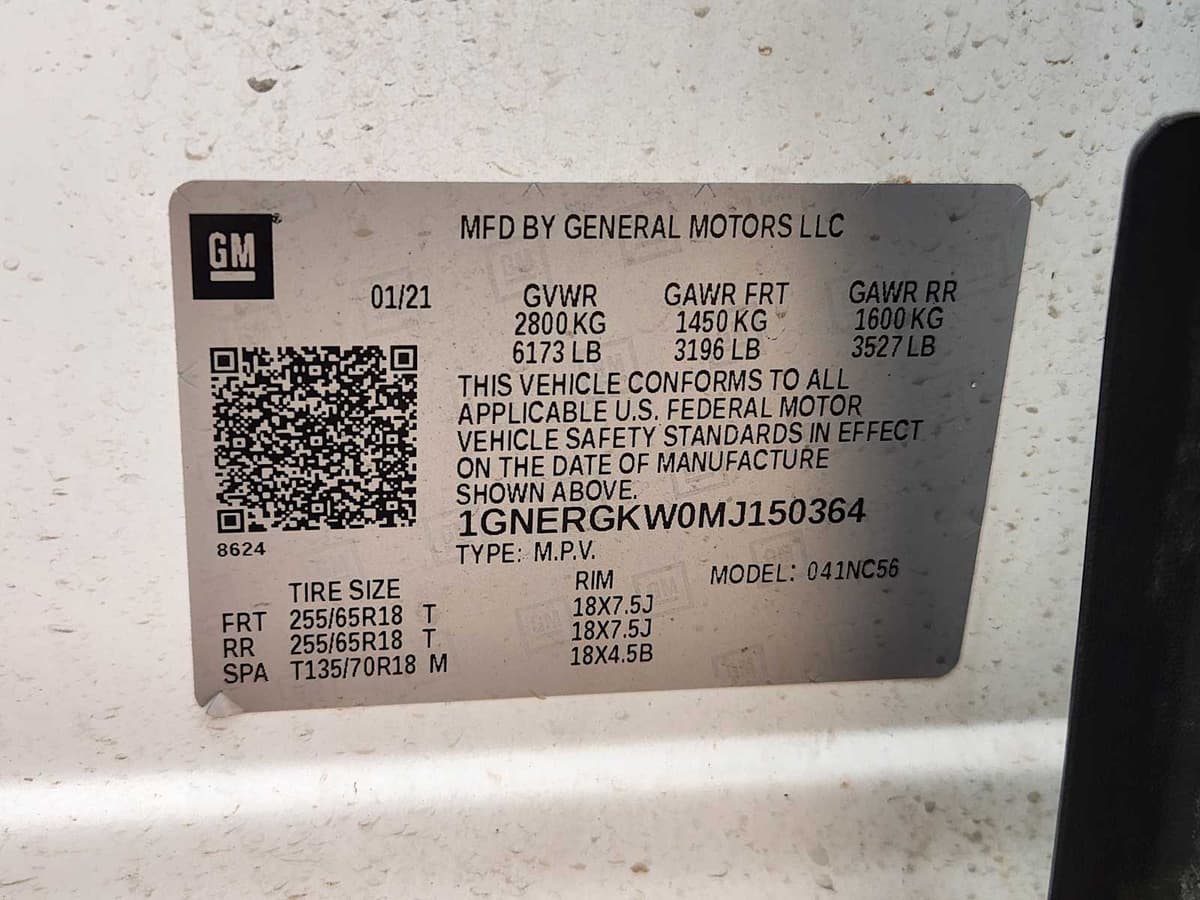 GM
MFD BY GENERAL MOTORS LLC
01/21 GVWR GAWR FRT GAWR RR
2800 KG 1450 KG 1600 KG
6173 LB 3196 LB 3527 LB
THIS VEHICLE CONFORMS TO ALL
APPLICABLE U.S. FEDERAL MOTOR
VEHICLE SAFETY STANDARDS IN EFFECT
ON THE DATE OF MANUFACTURE
SHOWN ABOVE.
1GNERGKW0MJ150364
8624
TYPE: M.P.V.
MODEL: 041NC56
TIRE SIZE RIM
FRT 255/65R18 T 18X7.5J
RR 255/65R18 T 18X7.5J
SPA T135/70R18 M 18X4.5B